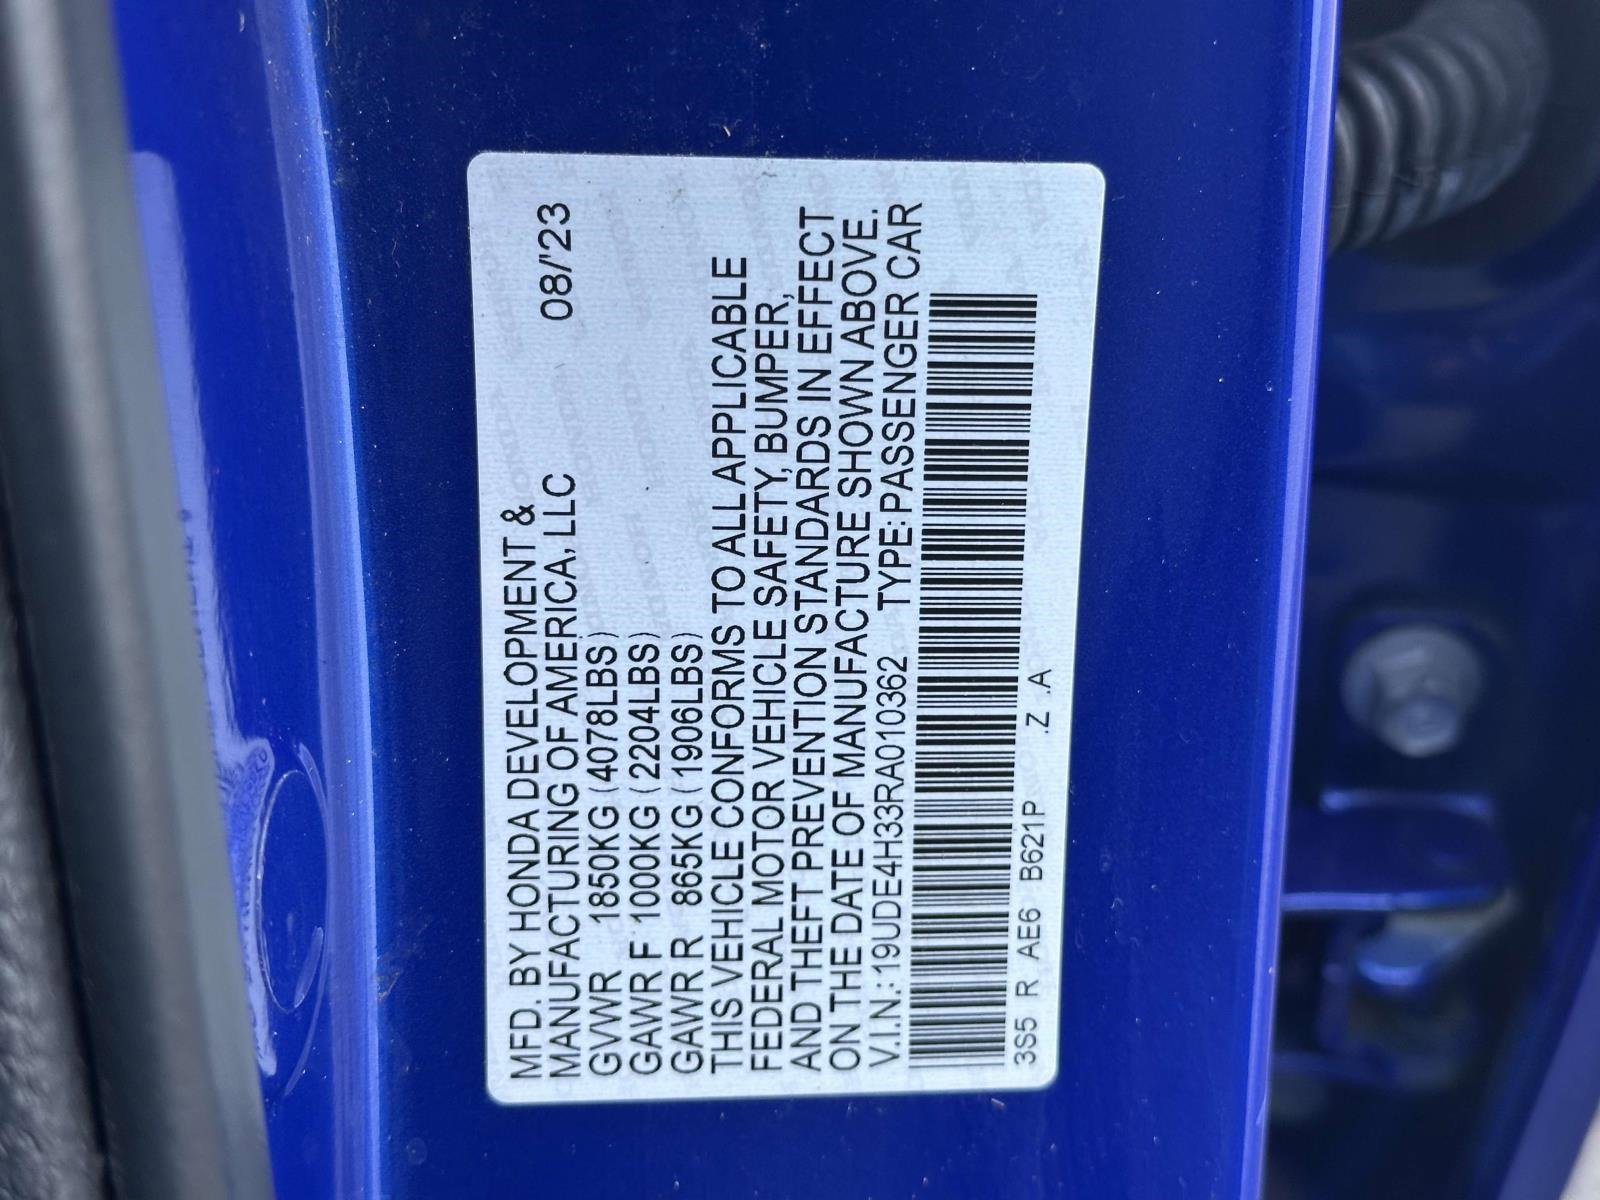 MFD. BY HONDA DEVELOPMENT &
MANUFACTURING OF AMERICA, LLC 08/'23
GVWR 1850KG (4078LBS)
GAWR F 1000KG (2204LBS)
GAWR R 865KG (1906LBS)
THIS VEHICLE CONFORMS TO ALL APPLICABLE
FEDERAL MOTOR VEHICLE SAFETY, BUMPER,
AND THEFT PREVENTION STANDARDS IN EFFECT
ON THE DATE OF MANUFACTURE SHOWN ABOVE.
V.I.N.: 19UDE4H33RA010362 TYPE: PASSENGER CAR
3S5 R AE6 B621P .Z .A